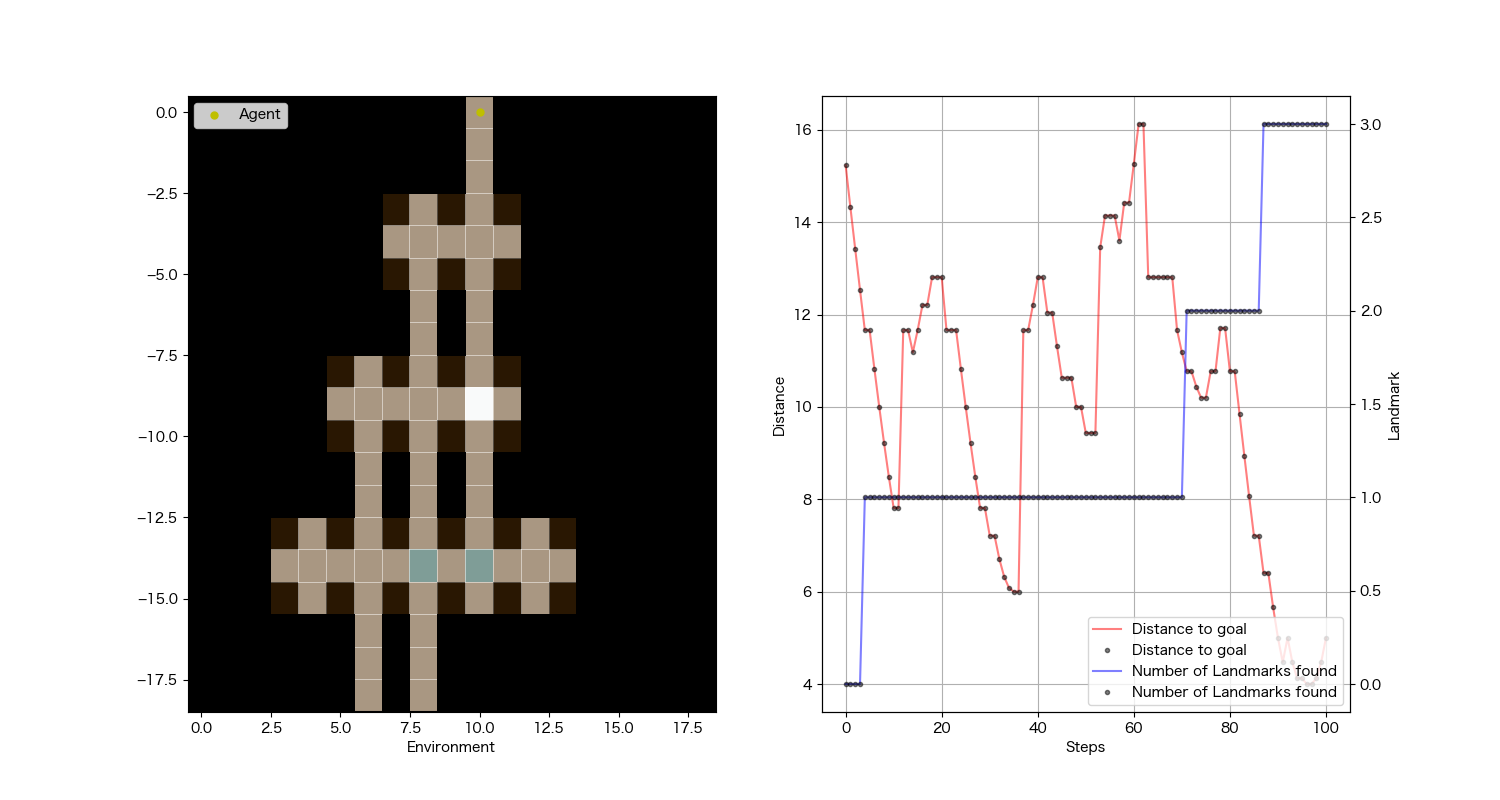 Agent
0.0
−2.5
−5.0
−7.5
−10.0
−12.5
−15.0
−17.5
0.0 2.5 5.0 7.5 10.0 12.5 15.0 17.5
Environment
16
14
12
10
8
6
4
Distance
0 20 40 60 80 100
Steps
3.0
2.5
2.0
1.5
1.0
0.5
0.0
Landmark
Distance to goal
Distance to goal
Number of Landmarks found
Number of Landmarks found